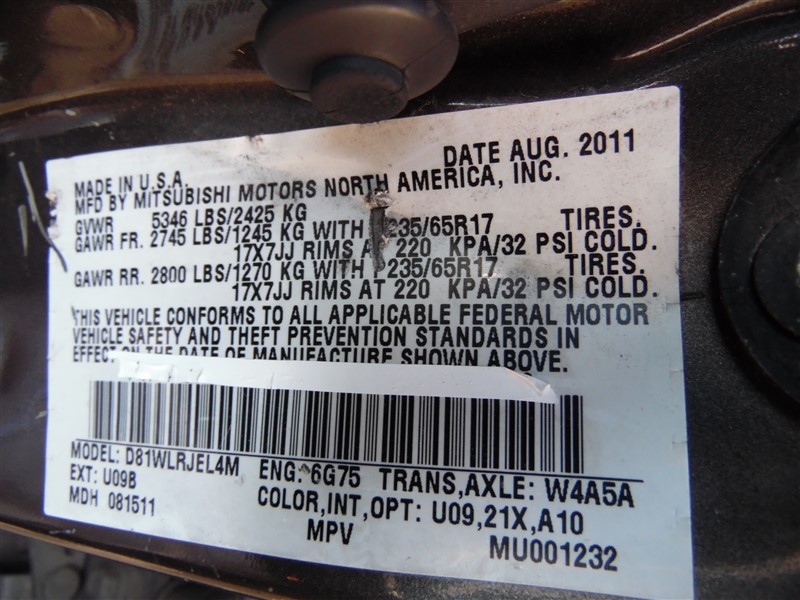 DATE AUG. 2011
MADE IN U.S.A.
MFD BY MITSUBISHI MOTORS NORTH AMERICA, INC.
GVWR 5346 LBS/2425 KG
GAWR FR. 2745 LBS/1245 KG WITH P235/65R17 TIRES.
17X7JJ RIMS AT 220 KPA/32 PSI COLD.
GAWR RR. 2800 LBS/1270 KG WITH P235/65R17 TIRES.
17X7JJ RIMS AT 220 KPA/32 PSI COLD.
THIS VEHICLE CONFORMS TO ALL APPLICABLE FEDERAL MOTOR
VEHICLE SAFETY AND THEFT PREVENTION STANDARDS IN
EFFECT ON THE DATE OF MANUFACTURE SHOWN ABOVE.
MODEL: D81WLRJEL4M ENG: 6G75 TRANS,AXLE: W4A5A
EXT: U09B COLOR,INT,OPT: U09,21X,A10
MDH 081511 MPV MU001232